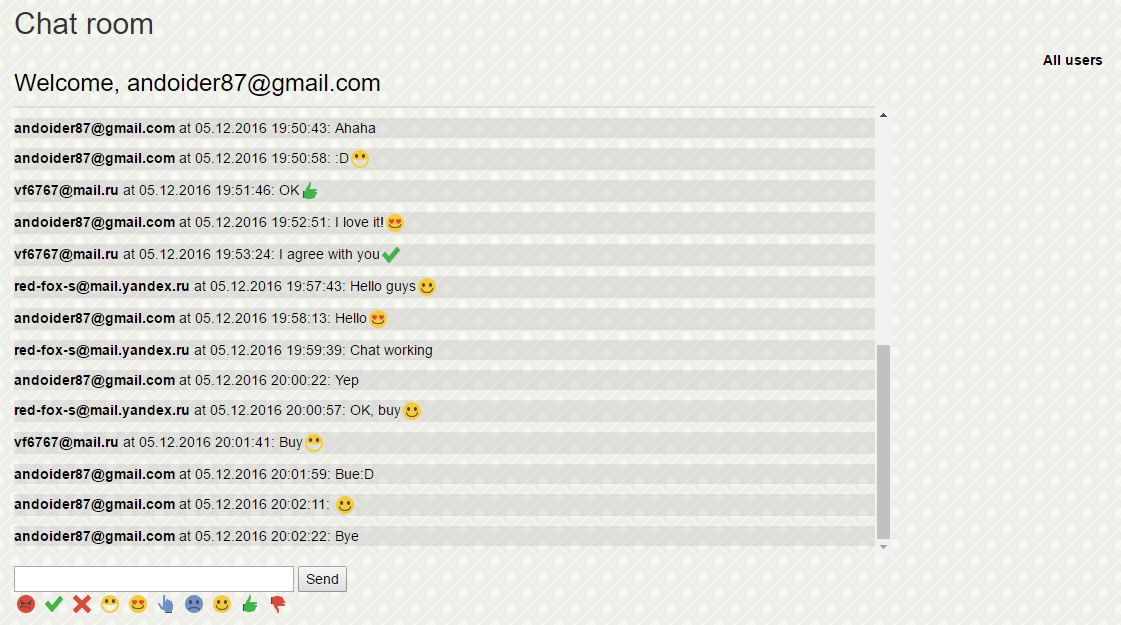 Chat room
All users
Welcome, andoider87@gmail.com
andoider87@gmail.com at 05.12.2016 19:50:43: Ahaha
andoider87@gmail.com at 05.12.2016 19:50:58: :D
vf6767@mail.ru at 05.12.2016 19:51:46: OK
andoider87@gmail.com at 05.12.2016 19:52:51: I love it!
vf6767@mail.ru at 05.12.2016 19:53:24: I agree with you
red-fox-s@mail.yandex.ru at 05.12.2016 19:57:43: Hello guys
andoider87@gmail.com at 05.12.2016 19:58:13: Hello
red-fox-s@mail.yandex.ru at 05.12.2016 19:59:39: Chat working
andoider87@gmail.com at 05.12.2016 20:00:22: Yep
red-fox-s@mail.yandex.ru at 05.12.2016 20:00:57: OK, buy
vf6767@mail.ru at 05.12.2016 20:01:41: Buy
andoider87@gmail.com at 05.12.2016 20:01:59: Bue:D
andoider87@gmail.com at 05.12.2016 20:02:11:
andoider87@gmail.com at 05.12.2016 20:02:22: Bye
Send